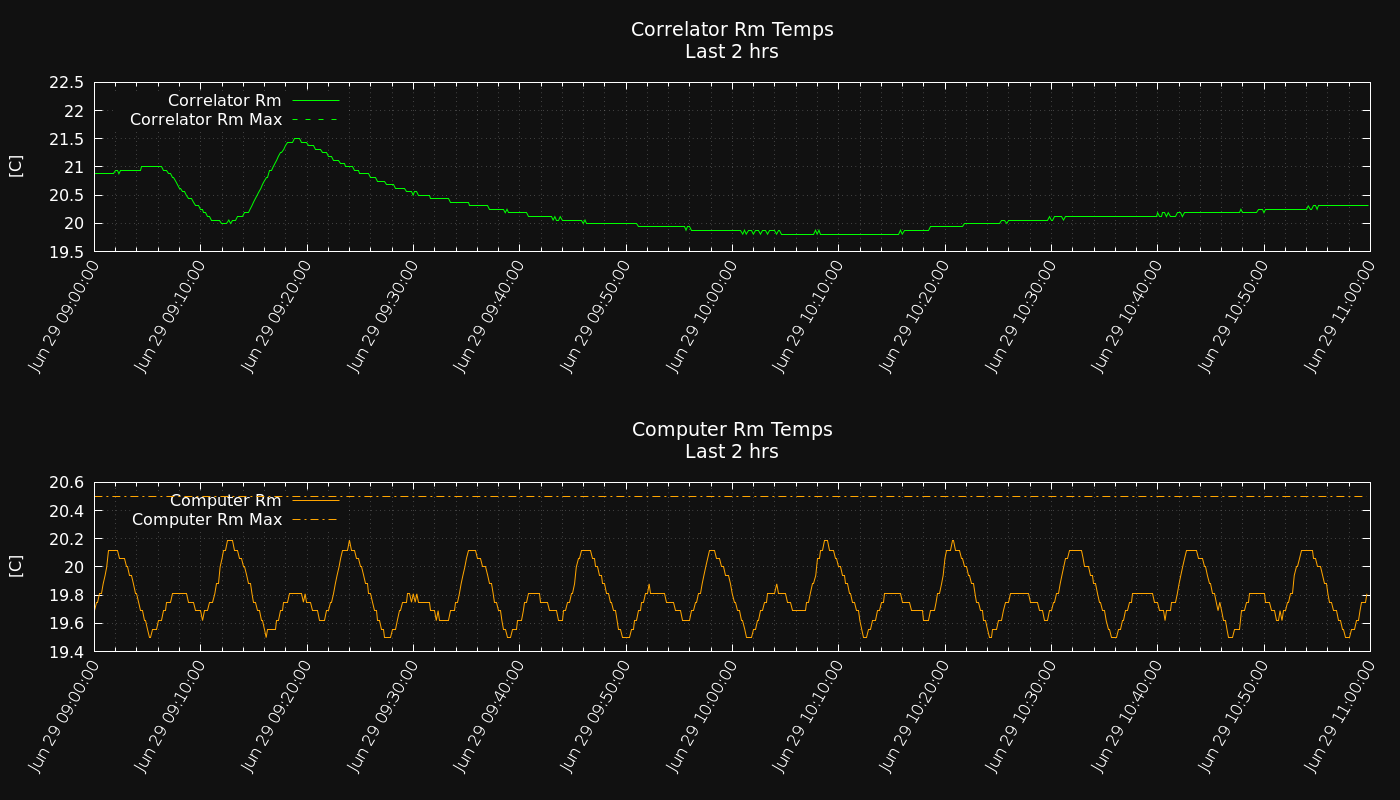 Correlator Rm Temps
Last 2 hrs
22.5
22
21.5
21
20.5
20
19.5
[C]
Correlator Rm
Correlator Rm Max
Jun 29 09:00:00
Jun 29 09:10:00
Jun 29 09:20:00
Jun 29 09:30:00
Jun 29 09:40:00
Jun 29 09:50:00
Jun 29 10:00:00
Jun 29 10:10:00
Jun 29 10:20:00
Jun 29 10:30:00
Jun 29 10:40:00
Jun 29 10:50:00
Jun 29 11:00:00
Computer Rm Temps
Last 2 hrs
20.6
20.4
20.2
20
19.8
19.6
19.4
[C]
Computer Rm
Computer Rm Max
Jun 29 09:00:00
Jun 29 09:10:00
Jun 29 09:20:00
Jun 29 09:30:00
Jun 29 09:40:00
Jun 29 09:50:00
Jun 29 10:00:00
Jun 29 10:10:00
Jun 29 10:20:00
Jun 29 10:30:00
Jun 29 10:40:00
Jun 29 10:50:00
Jun 29 11:00:00